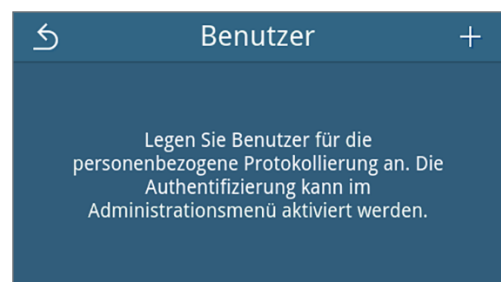 Benutzer
Legen Sie Benutzer für die
personenbezogene Protokollierung an. Die
Authentifizierung kann im
Administrationsmenü aktiviert werden.